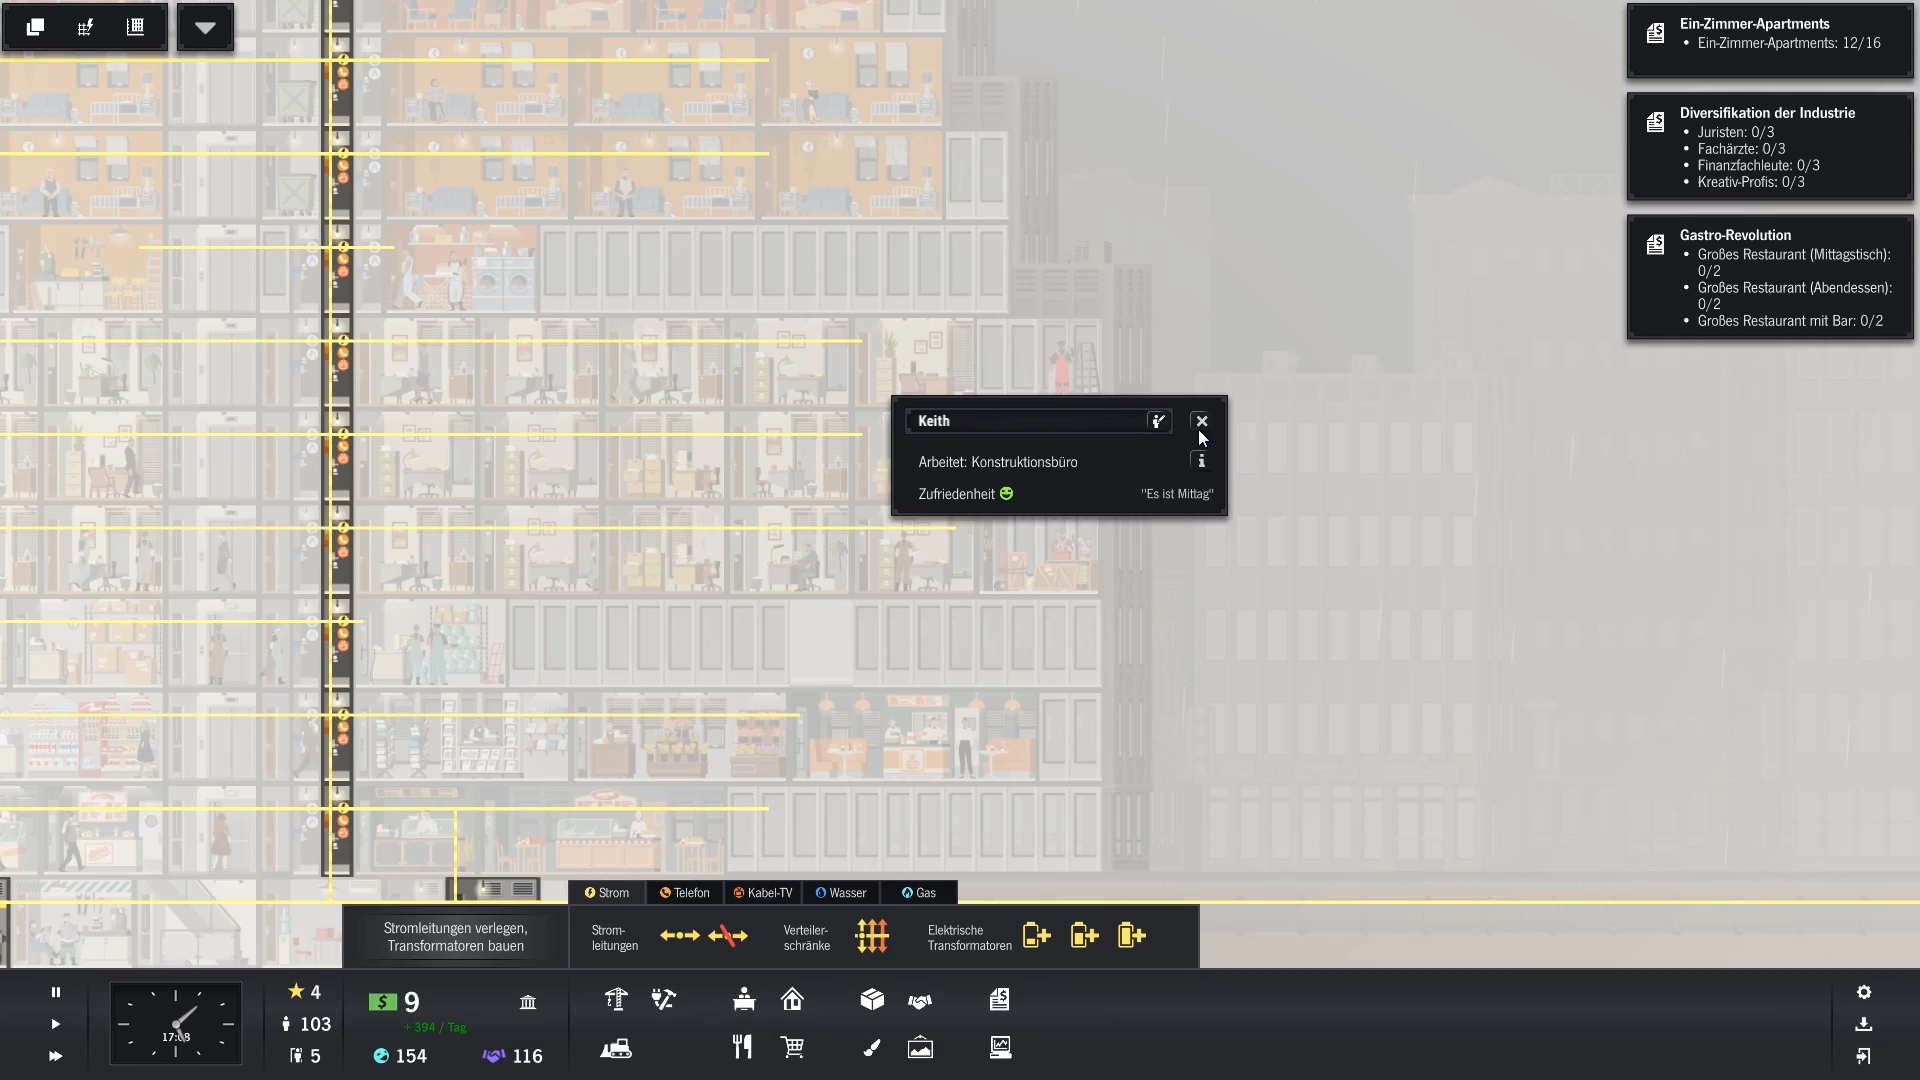 Ein-Zimmer-Apartments
• Ein-Zimmer-Apartments: 12/16
Diversifikation der Industrie
• Juristen: 0/3
• Fachärzte: 0/3
• Finanzfachleute: 0/3
• Kreativ-Profis: 0/3
Gastro-Revolution
• Großes Restaurant (Mittagstisch):
0/2
• Großes Restaurant (Abendessen):
0/2
• Großes Restaurant mit Bar: 0/2
Keith
Arbeitet: Konstruktionsbüro
Zufriedenheit
"Es ist Mittag"
Strom
Telefon
Kabel-TV
Wasser
Gas
Stromleitungen verlegen,
Transformatoren bauen
Strom-
leitungen
Verteiler-
schränke
Elektrische
Transformatoren
4
103
5
$ 9
+ 394 / Tag
154
116